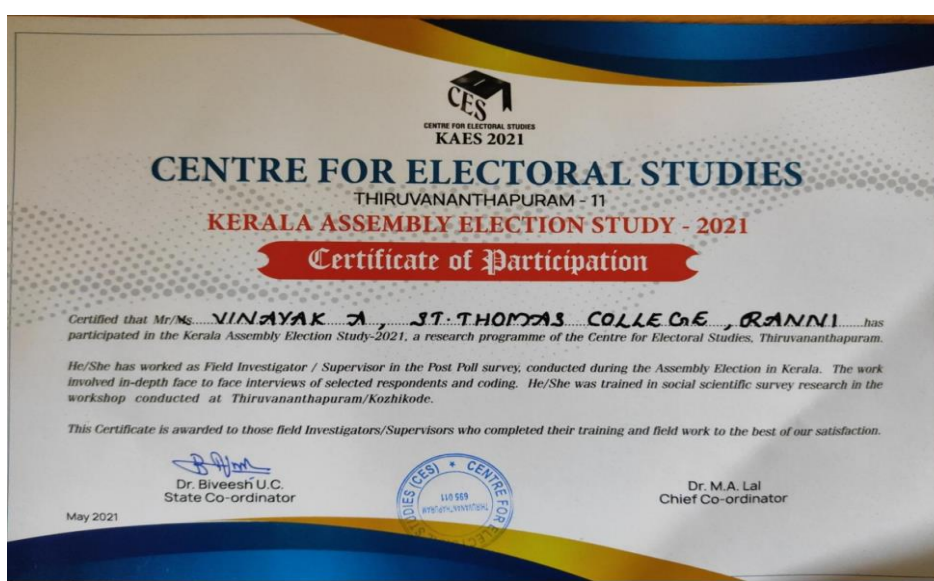 CES
CENTRE FOR ELECTORAL STUDIES
KAES 2021
CENTRE FOR ELECTORAL STUDIES
THIRUVANANTHAPURAM - 11
KERALA ASSEMBLY ELECTION STUDY - 2021
Certificate of Participation
Certified that Mr/Ms. VINAYAK A, ST. THOMAS COLLEGE, RANNI has
participated in the Kerala Assembly Election Study-2021, a research programme of the Centre for Electoral Studies, Thiruvananthapuram.
He/She has worked as Field Investigator / Supervisor in the Post Poll survey, conducted during the Assembly Election in Kerala. The work
involved in-depth face to face interviews of selected respondents and coding. He/She was trained in social scientific survey research in the
workshop conducted at Thiruvananthapuram/Kozhikode.
This Certificate is awarded to those field Investigators/Supervisors who completed their training and field work to the best of our satisfaction.
Dr. Biveesh U.C.
State Co-ordinator
May 2021
STUDIES (CES) * CENTRE FOR
THIRUVANANTHAPURAM
695 011
Dr. M.A. Lal
Chief Co-ordinator